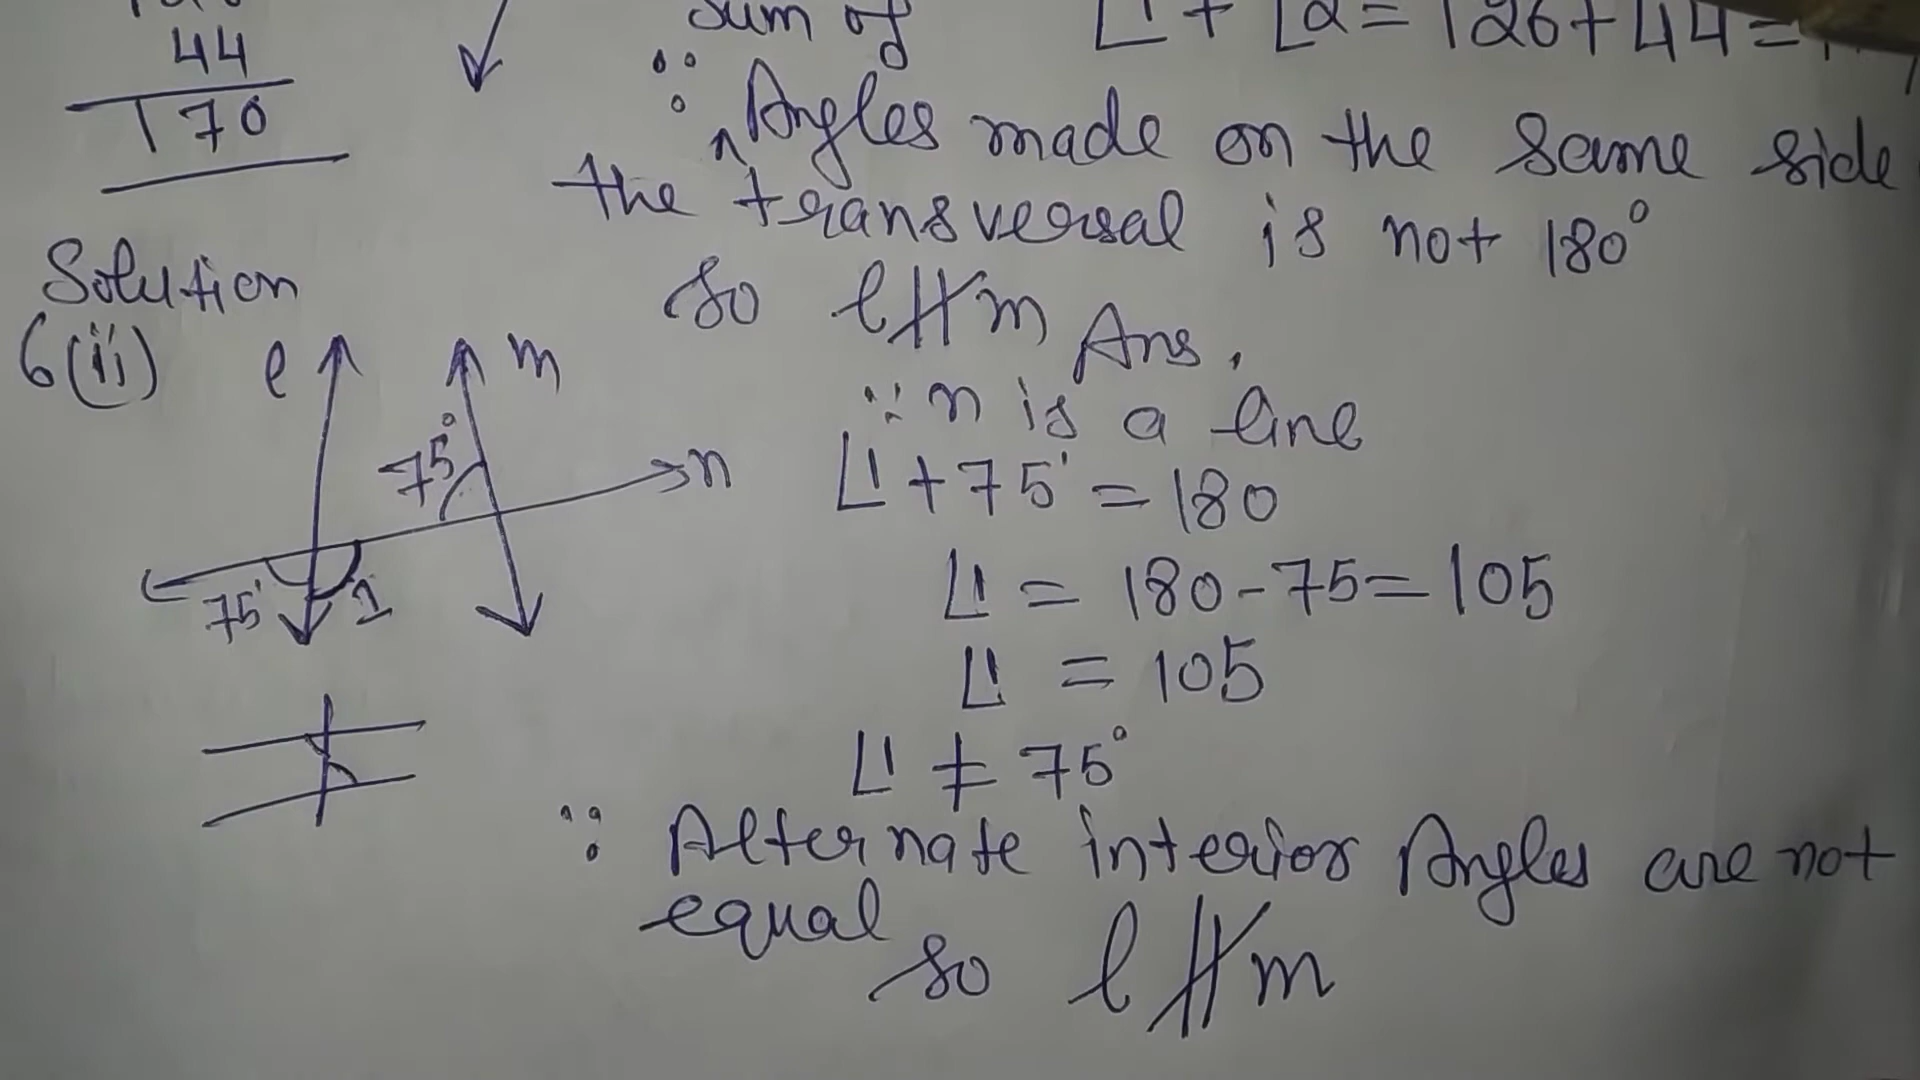 44
170
Sum of ∠1 + ∠2 = 126 + 44 =
∵ Angles made on the same side
the transversal is not 180°
so l ∦ m Ans.
Solution
6(ii)
l
m
n
75°
75°
1
∵ n is a line
∠1 + 75° = 180
∠1 = 180 - 75 = 105
∠1 = 105
∠1 ≠ 75°
∵ Alternate interior Angles are not
equal
so l ∦ m